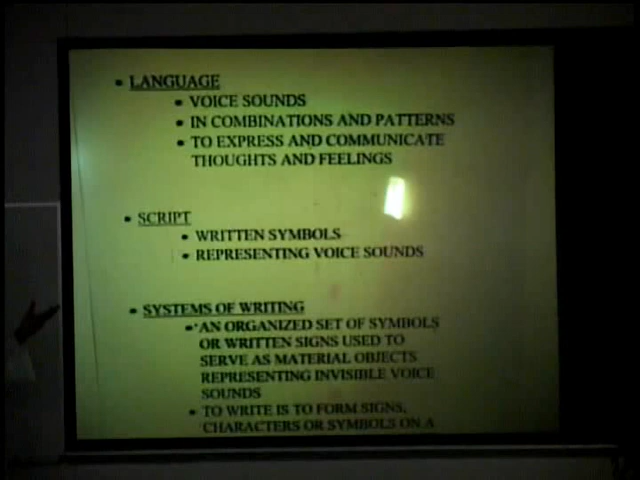 • LANGUAGE
• VOICE SOUNDS
• IN COMBINATIONS AND PATTERNS
• TO EXPRESS AND COMMUNICATE
THOUGHTS AND FEELINGS
• SCRIPT
• WRITTEN SYMBOLS
• REPRESENTING VOICE SOUNDS
• SYSTEMS OF WRITING
• AN ORGANIZED SET OF SYMBOLS
OR WRITTEN SIGNS USED TO
SERVE AS MATERIAL OBJECTS
REPRESENTING INVISIBLE VOICE
SOUNDS
• TO WRITE IS TO FORM SIGNS,
CHARACTERS OR SYMBOLS ON A